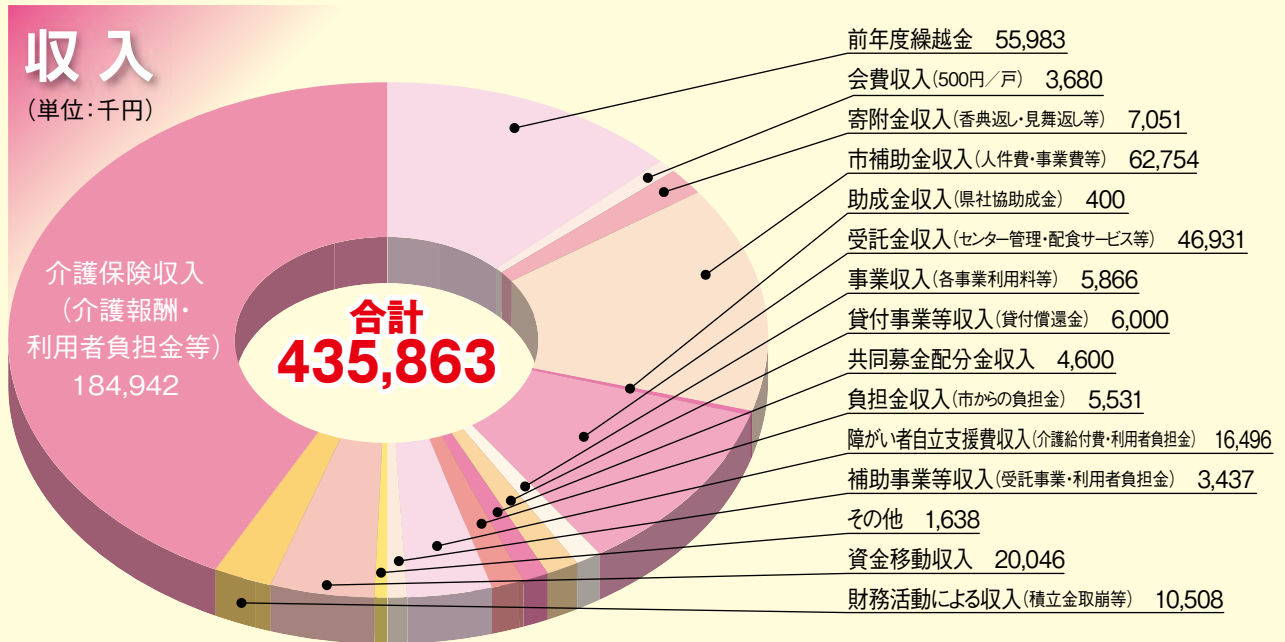 収入
(単位:千円)
前年度繰越金 55,983
会費収入(500円/戸) 3,680
寄附金収入(香典返し・見舞返し等) 7,051
市補助金収入(人件費・事業費等) 62,754
助成金収入(県社協助成金) 400
受託金収入(センター管理・配食サービス等) 46,931
事業収入(各事業利用料等) 5,866
貸付事業等収入(貸付償還金) 6,000
共同募金配分金収入 4,600
負担金収入(市からの負担金) 5,531
障がい者自立支援費収入(介護給付費・利用者負担金) 16,496
補助事業等収入(受託事業・利用者負担金) 3,437
その他 1,638
資金移動収入 20,046
財務活動による収入(積立金取崩等) 10,508
介護保険収入
(介護報酬・
利用者負担金等)
184,942
合計
435,863